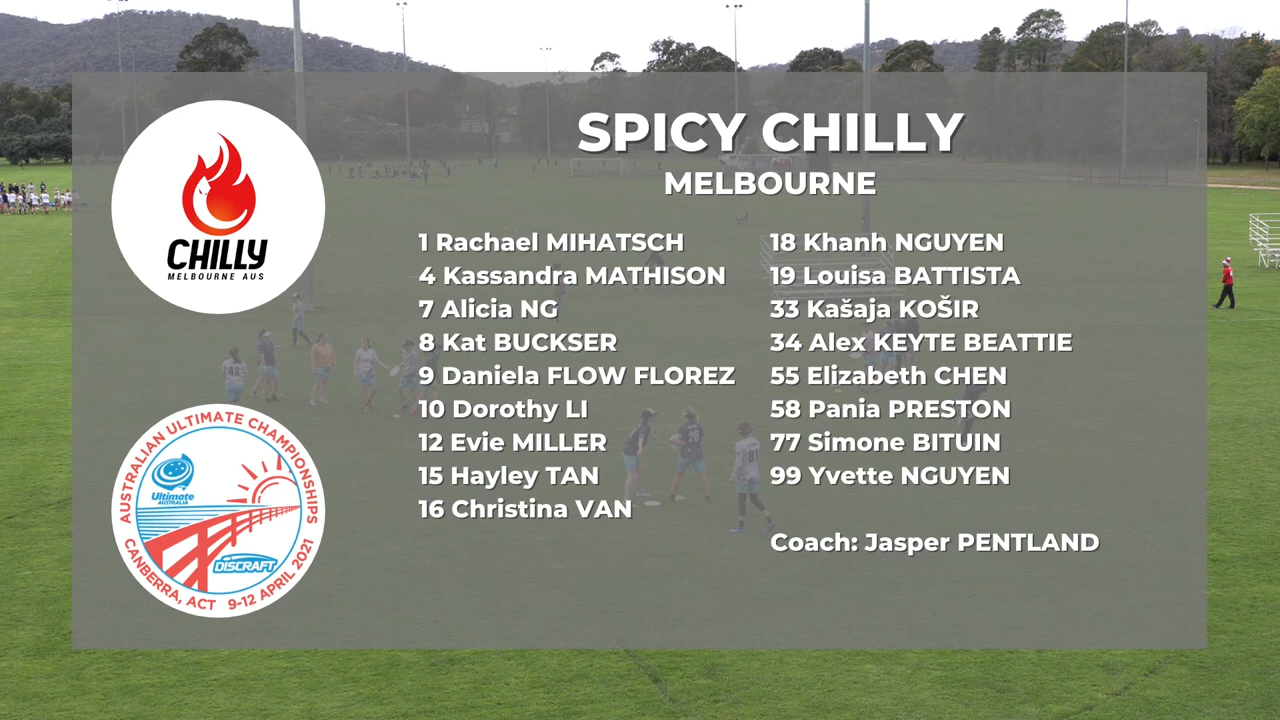 SPICY CHILLY
MELBOURNE
CHILLY
MELBOURNE AUS
1 Rachael MIHATSCH
4 Kassandra MATHISON
7 Alicia NG
8 Kat BUCKSER
9 Daniela FLOW FLOREZ
10 Dorothy LI
12 Evie MILLER
15 Hayley TAN
16 Christina VAN
18 Khanh NGUYEN
19 Louisa BATTISTA
33 Kašaja KOŠIR
34 Alex KEYTE BEATTIE
55 Elizabeth CHEN
58 Pania PRESTON
77 Simone BITUIN
99 Yvette NGUYEN
Coach: Jasper PENTLAND
AUSTRALIAN ULTIMATE CHAMPIONSHIPS
Ultimate
AUSTRALIA
DISCRAFT
CANBERRA, ACT 9-12 APRIL 2021
92
28
81